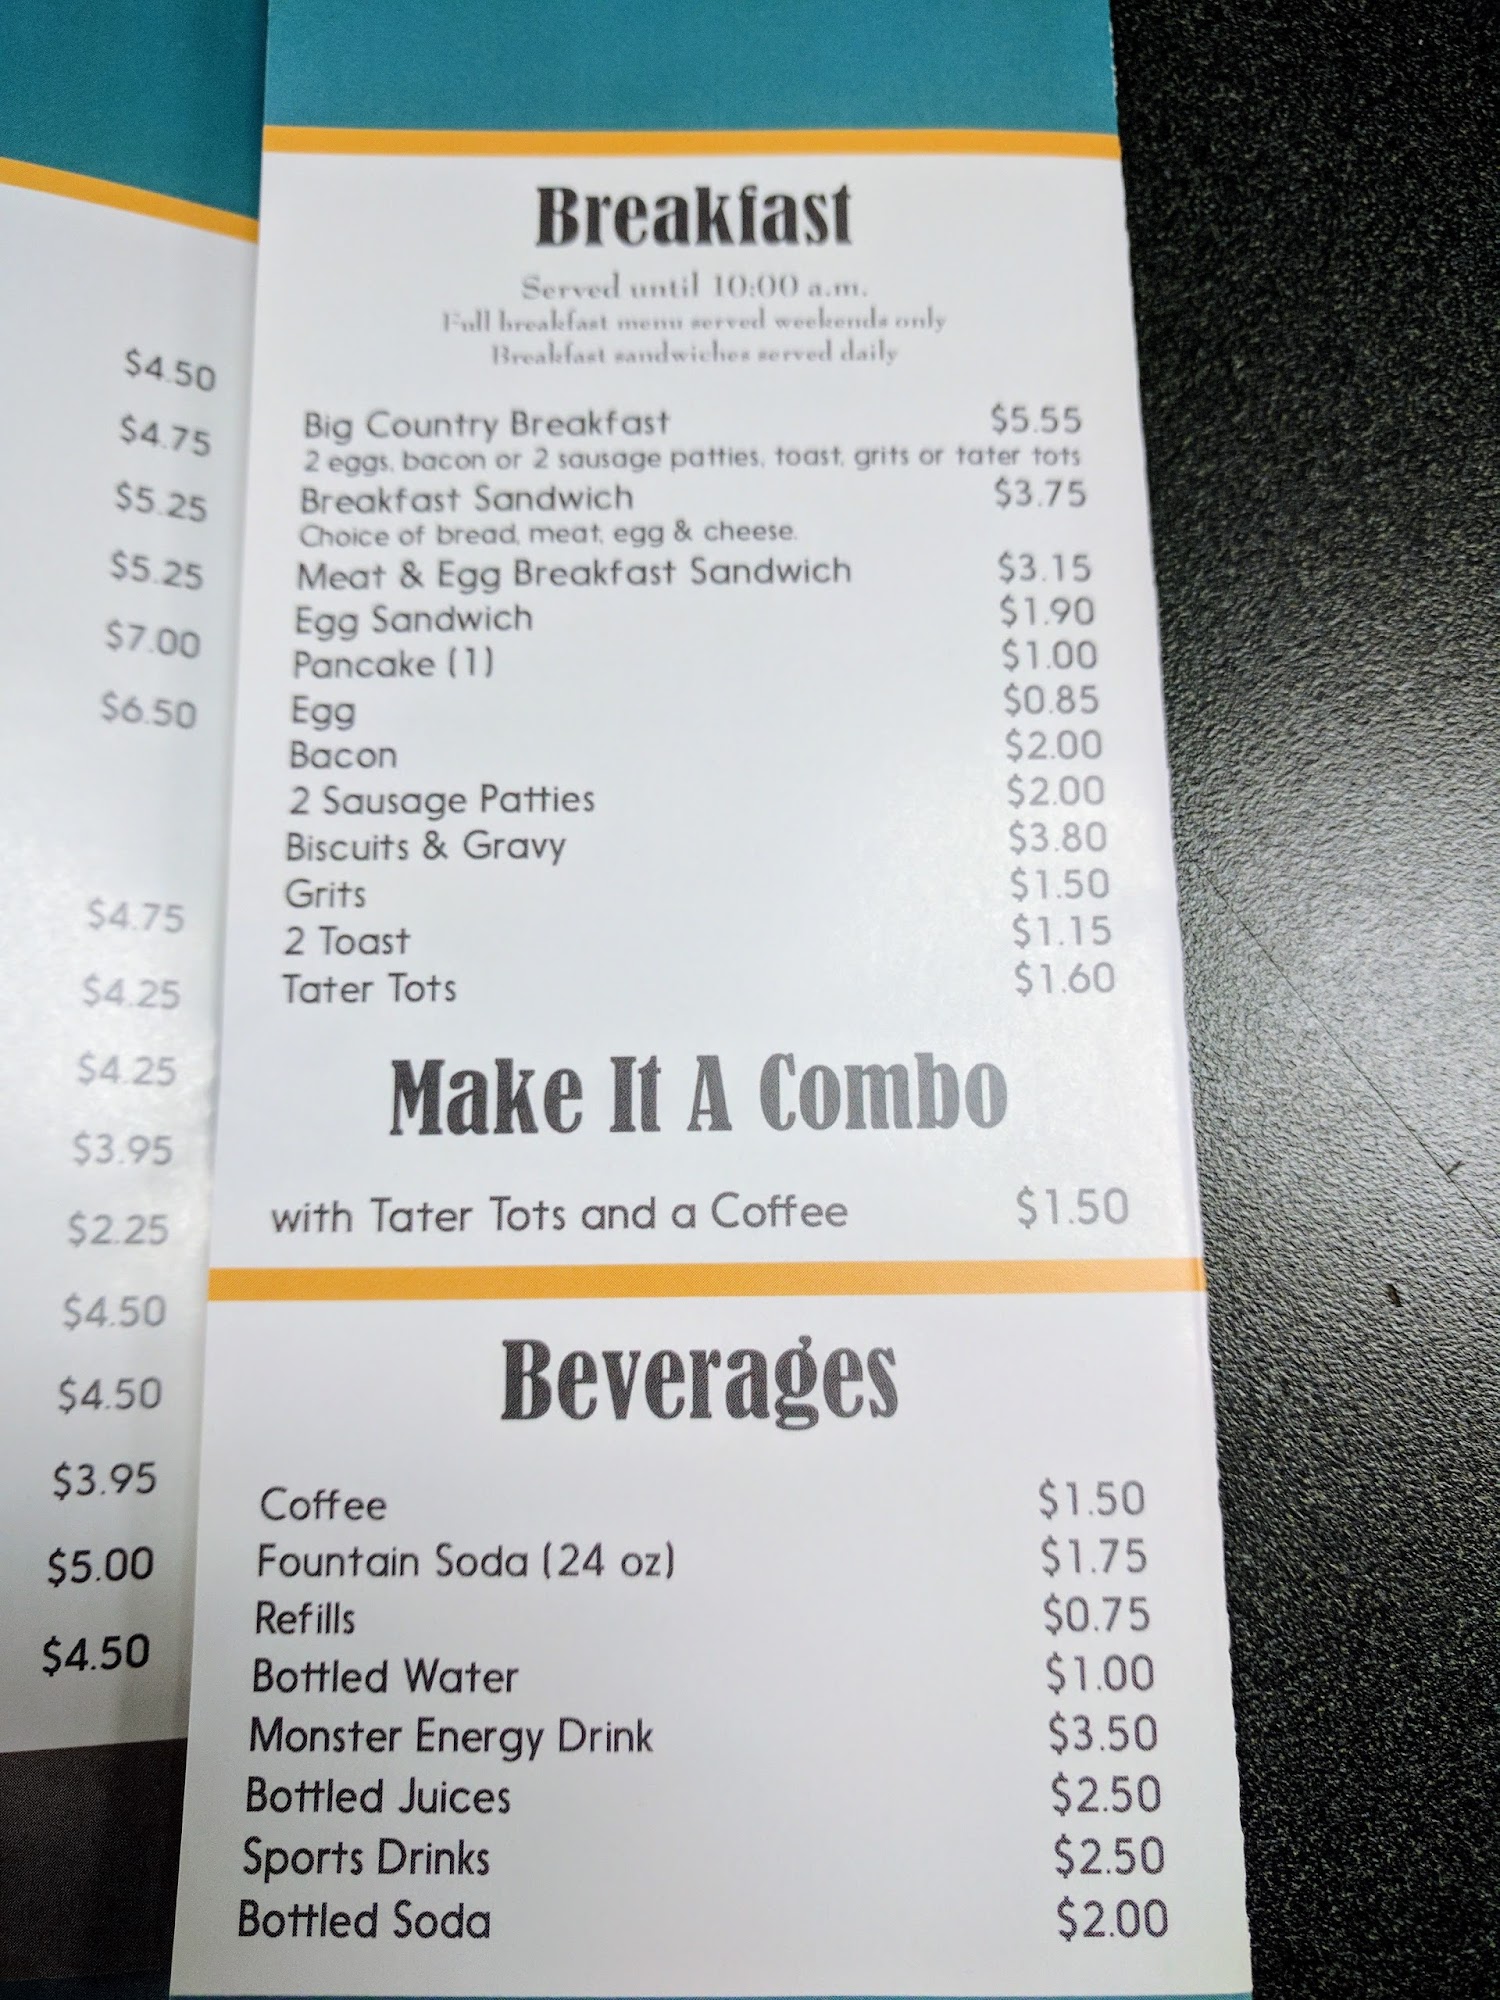 $4.50
$4.75
$5.25
$5.25
$7.00
$6.50
$4.75
$4.25
$4.25
$3.95
$2.25
$4.50
$4.50
$3.95
$5.00
$4.50
Breakfast
Served until 10:00 a.m.
Full breakfast menu served weekends only
Breakfast sandwiches served daily
Big Country Breakfast $5.55
2 eggs, bacon or 2 sausage patties, toast, grits or tater tots
Breakfast Sandwich $3.75
Choice of bread, meat, egg & cheese.
Meat & Egg Breakfast Sandwich $3.15
Egg Sandwich $1.90
Pancake (1) $1.00
Egg $0.85
Bacon $2.00
2 Sausage Patties $2.00
Biscuits & Gravy $3.80
Grits $1.50
2 Toast $1.15
Tater Tots $1.60
Make It A Combo
with Tater Tots and a Coffee $1.50
Beverages
Coffee $1.50
Fountain Soda (24 oz) $1.75
Refills $0.75
Bottled Water $1.00
Monster Energy Drink $3.50
Bottled Juices $2.50
Sports Drinks $2.50
Bottled Soda $2.00